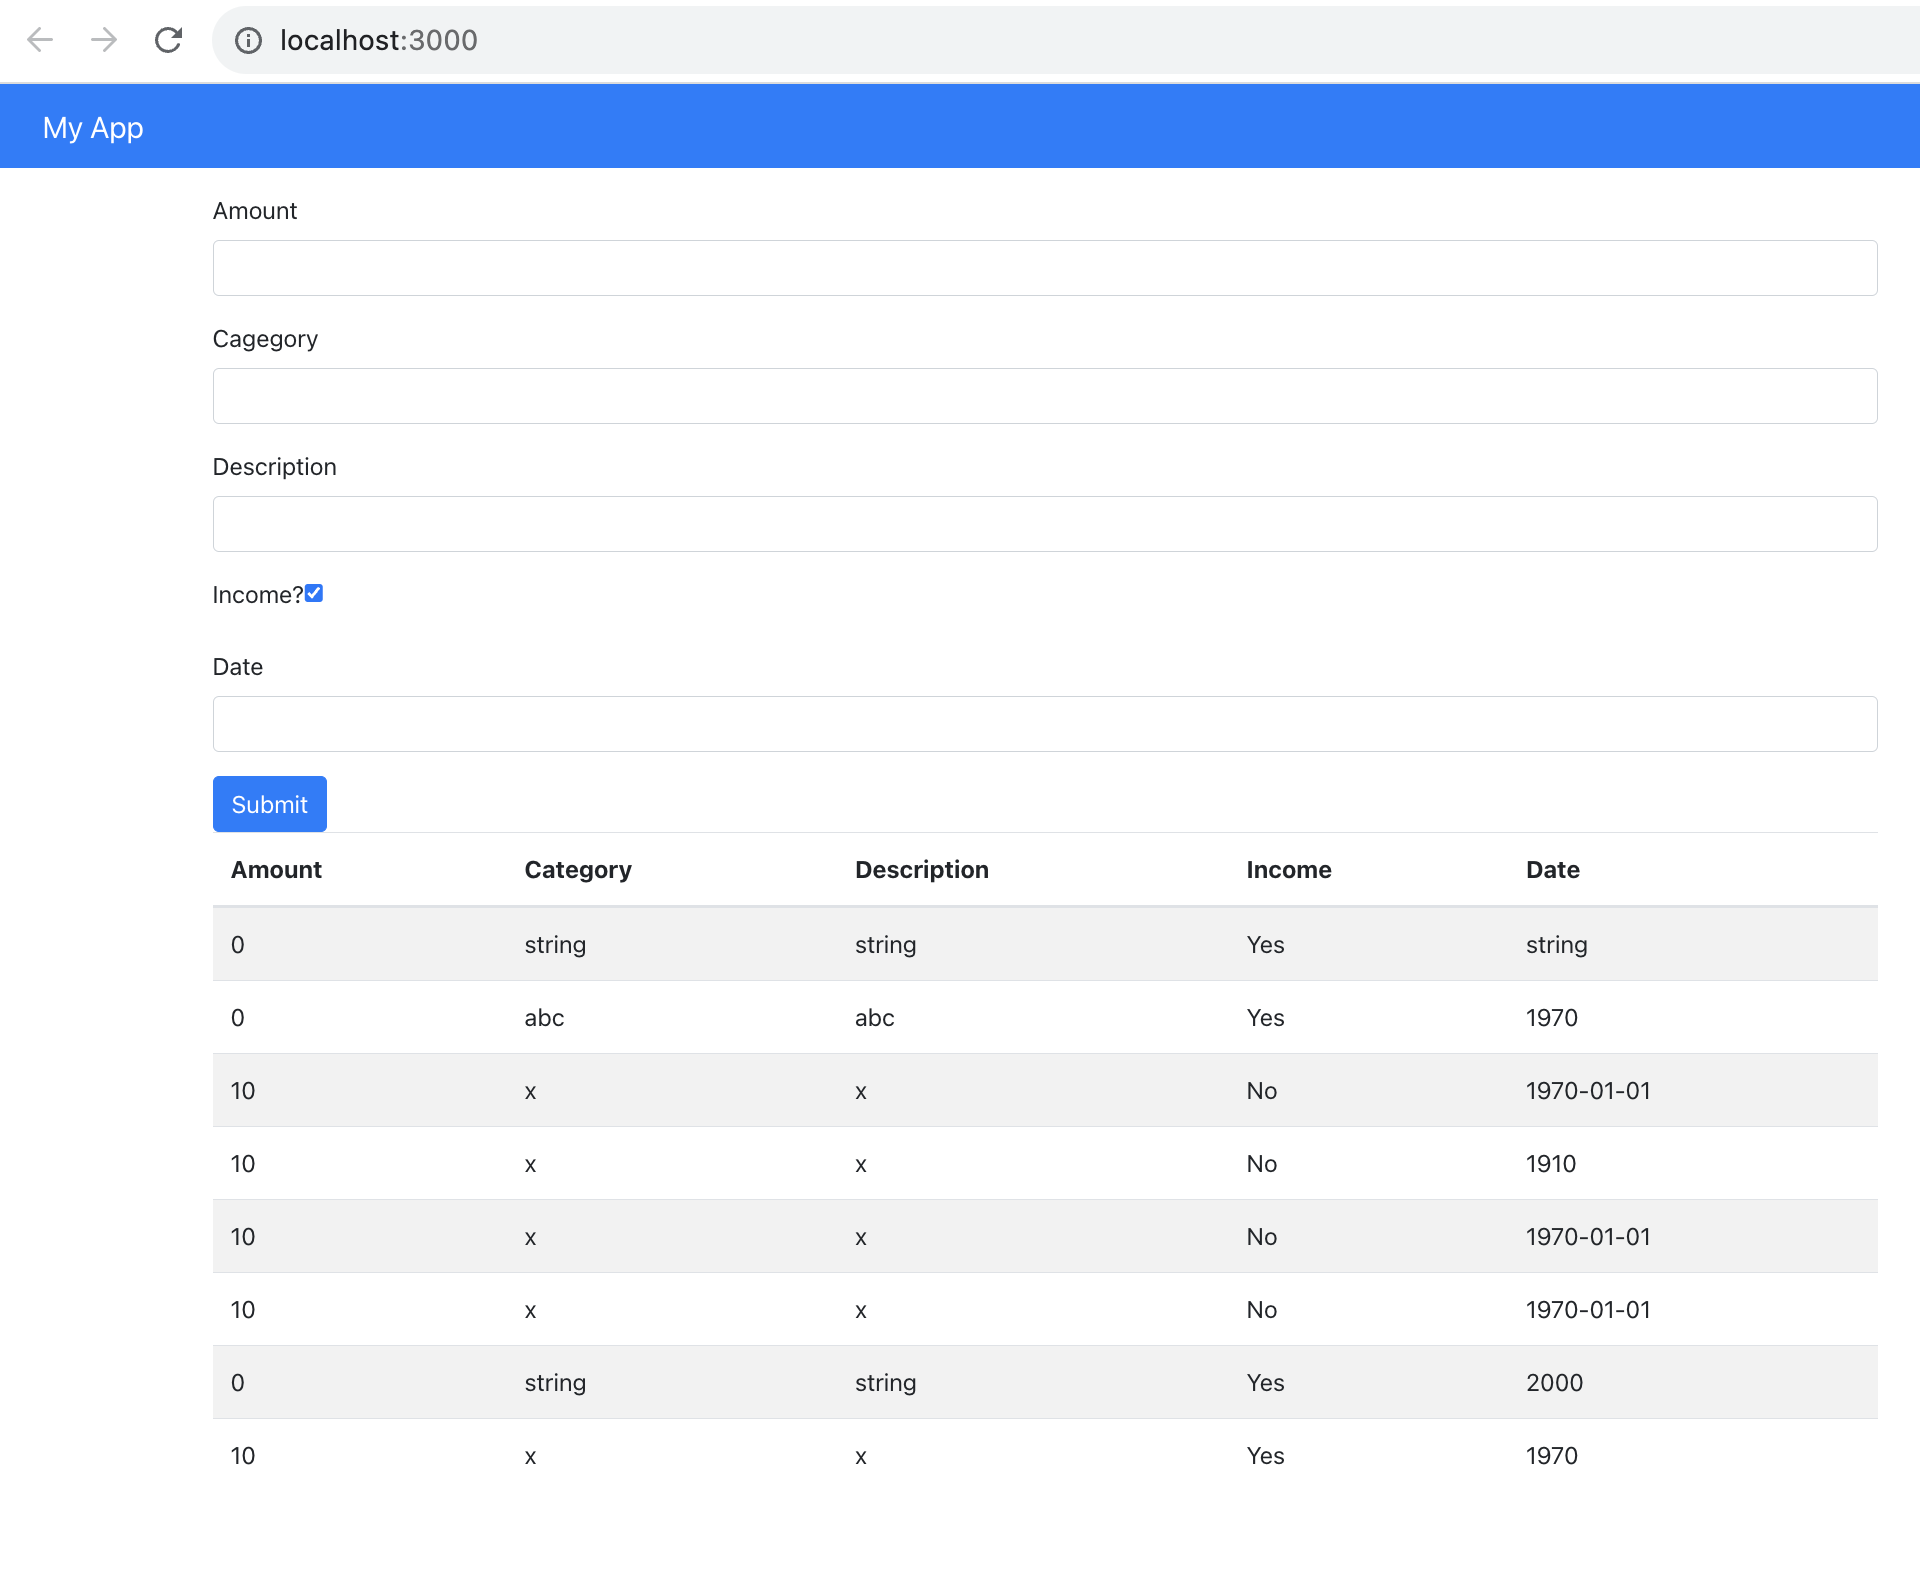 localhost:3000
My App
Amount
Cagegory
Description
Income?
Date
Submit
Amount Category Description Income Date
0 string string Yes string
0 abc abc Yes 1970
10 x x No 1970-01-01
10 x x No 1910
10 x x No 1970-01-01
10 x x No 1970-01-01
0 string string Yes 2000
10 x x Yes 1970